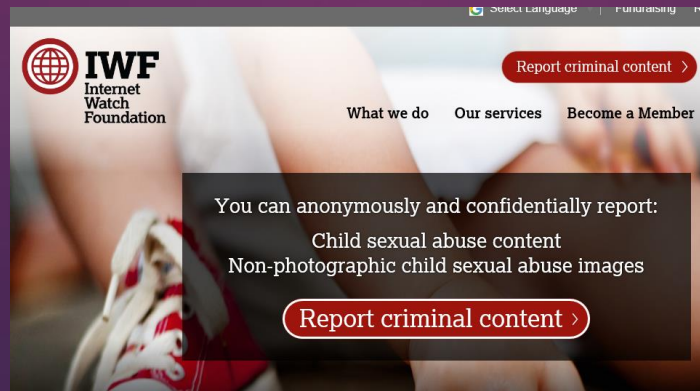 Select Language
Fundraising
IWF
Internet
Watch
Foundation
Report criminal content >
What we do
Our services
Become a Member
You can anonymously and confidentially report:
Child sexual abuse content
Non-photographic child sexual abuse images
Report criminal content >